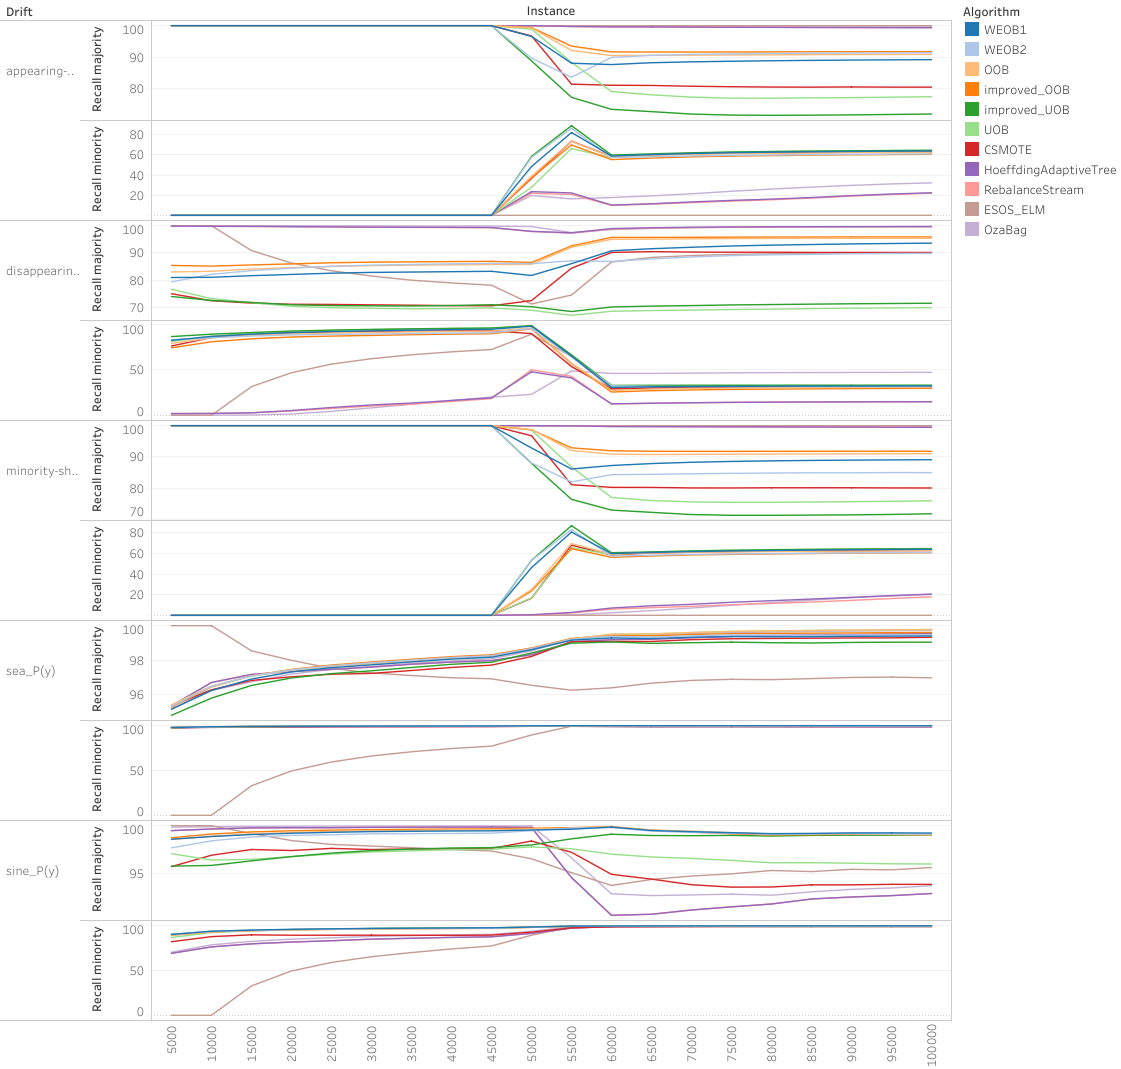 Drift
Instance
Algorithm
WEOB1
WEOB2
OOB
improved_OOB
improved_UOB
UOB
CSMOTE
HoeffdingAdaptiveTree
RebalanceStream
ESOS_ELM
OzaBag
appearing-..
Recall majority
100
90
80
Recall minority
80
60
40
20
disappearin..
Recall majority
100
90
80
70
Recall minority
100
50
0
minority-sh..
Recall majority
100
90
80
70
Recall minority
80
60
40
20
sea_P(y)
Recall majority
100
98
96
Recall minority
100
50
0
sine_P(y)
Recall majority
100
95
Recall minority
100
50
0
5000
10000
15000
20000
25000
30000
35000
40000
45000
50000
55000
60000
65000
70000
75000
80000
85000
90000
95000
100000